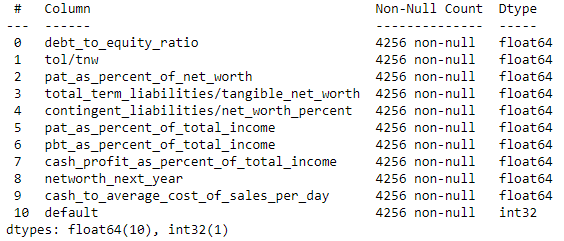 #   Column                                       Non-Null Count  Dtype
---  ------                                       --------------  -----
 0   debt_to_equity_ratio                         4256 non-null   float64
 1   tol/tnw                                      4256 non-null   float64
 2   pat_as_percent_of_net_worth                  4256 non-null   float64
 3   total_term_liabilities/tangible_net_worth    4256 non-null   float64
 4   contingent_liabilities/net_worth_percent     4256 non-null   float64
 5   pat_as_percent_of_total_income               4256 non-null   float64
 6   pbt_as_percent_of_total_income               4256 non-null   float64
 7   cash_profit_as_percent_of_total_income       4256 non-null   float64
 8   networth_next_year                           4256 non-null   float64
 9   cash_to_average_cost_of_sales_per_day        4256 non-null   float64
 10  default                                      4256 non-null   int32
dtypes: float64(10), int32(1)